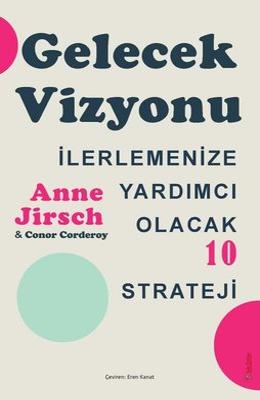 Gelecek
Vizyonu
İLERLEMENİZE
Anne YARDIMCI
Jirsch OLACAK
& Conor Corderoy 10
STRATEJİ
Çeviren: Eren Kanat